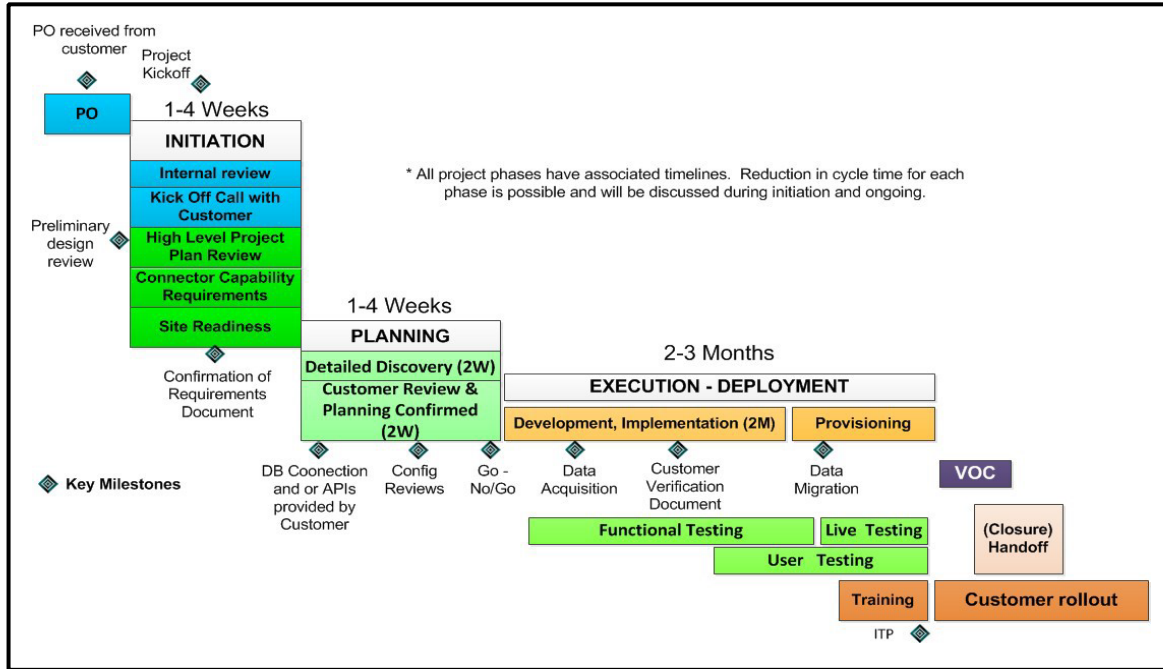 PO received from
customer
Project
Kickoff
PO
1-4 Weeks
INITIATION
Internal review
Kick Off Call with
Customer
High Level Project
Plan Review
Connector Capability
Requirements
Site Readiness
* All project phases have associated timelines. Reduction in cycle time for each
phase is possible and will be discussed during initiation and ongoing.
Preliminary
design
review
Confirmation of
Requirements
Document
1-4 Weeks
PLANNING
Detailed Discovery (2W)
Customer Review &
Planning Confirmed
(2W)
2-3 Months
EXECUTION - DEPLOYMENT
Development, Implementation (2M)
Provisioning
Key Milestones
DB Coonection
and or APIs
provided by
Customer
Config
Reviews
Go -
No/Go
Data
Acquisition
Customer
Verification
Document
Data
Migration
VOC
Functional Testing
Live Testing
User Testing
(Closure)
Handoff
Training
Customer rollout
ITP